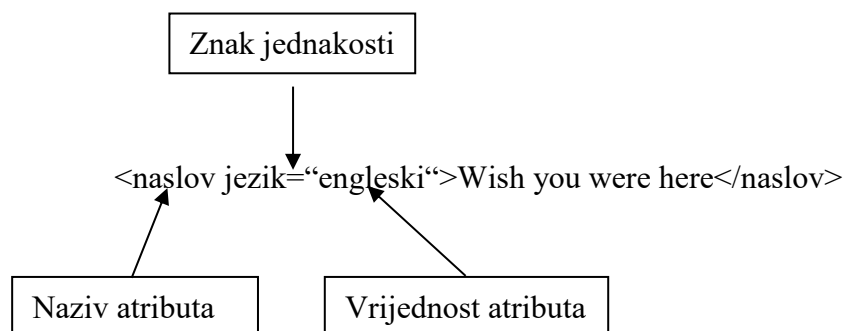 Znak jednakosti
<naslov jezik=“engleski“>Wish you were here</naslov>
Naziv atributa
Vrijednost atributa